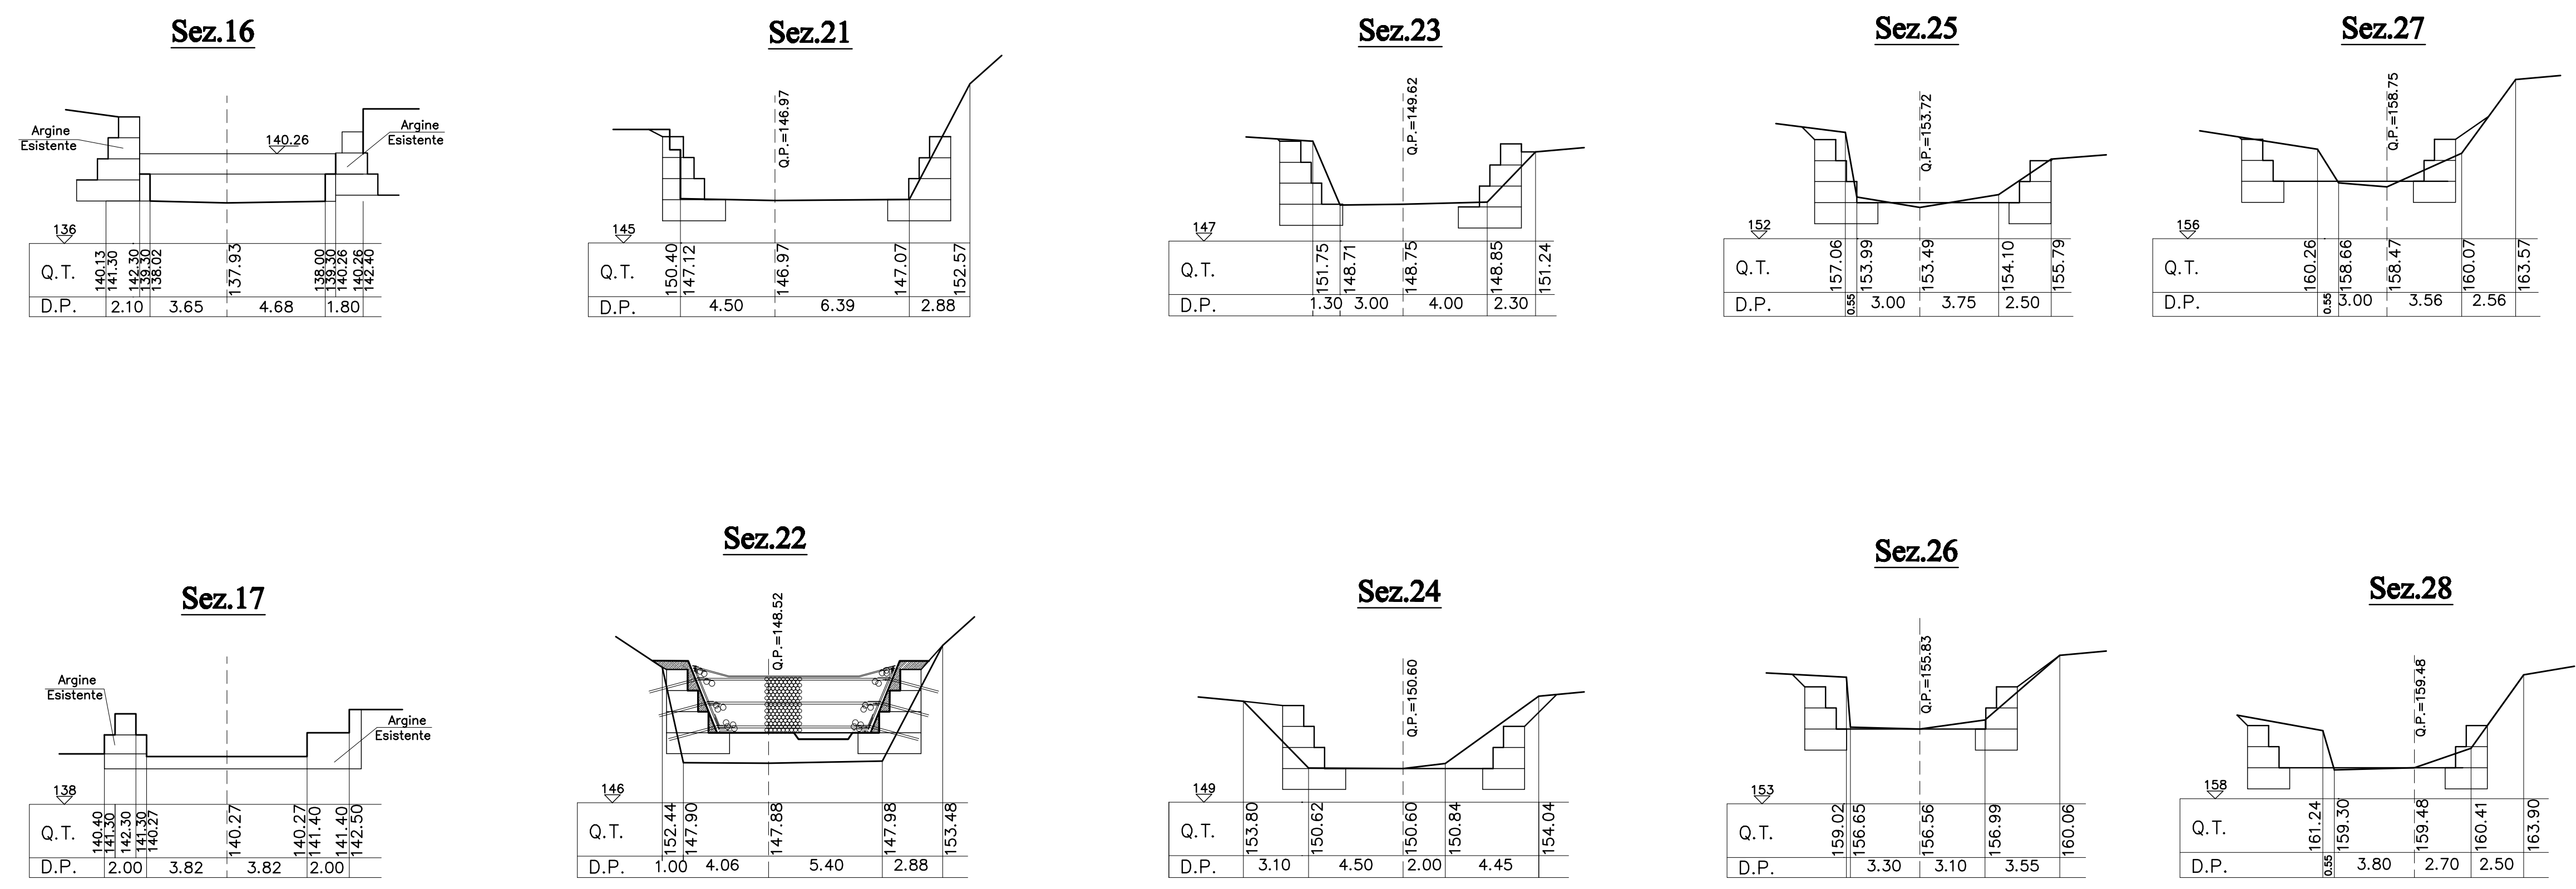 Sez.16
Argine
Esistente
140.26
Argine
Esistente
136
Q.T. 140.13 141.30 142.30 139.30 138.02 137.93 138.00 139.30 140.26 140.26 142.40
D.P. 2.10 3.65 4.68 1.80
Sez.21
Q.P.=146.97
145
Q.T. 150.40 147.12 146.97 147.07 152.57
D.P. 4.50 6.39 2.88
Sez.23
Q.P.=149.62
147
Q.T. 151.75 148.71 148.75 148.85 151.24
D.P. 1.30 3.00 4.00 2.30
Sez.25
Q.P.=153.72
152
Q.T. 157.06 153.99 153.49 154.10 155.79
D.P. 0.55 3.00 3.75 2.50
Sez.27
Q.P.=158.75
156
Q.T. 160.26 158.66 158.47 160.07 163.57
D.P. 0.55 3.00 3.56 2.56
Sez.17
Argine
Esistente
Argine
Esistente
138
Q.T. 140.40 141.30 142.30 141.30 140.27 140.27 140.27 141.40 141.40 142.50
D.P. 2.00 3.82 3.82 2.00
Sez.22
Q.P.=148.52
146
Q.T. 152.44 147.90 147.88 147.98 153.48
D.P. 1.00 4.06 5.40 2.88
Sez.24
Q.P.=150.60
149
Q.T. 153.80 150.62 150.60 150.84 154.04
D.P. 3.10 4.50 2.00 4.45
Sez.26
Q.P.=155.83
153
Q.T. 159.02 156.65 156.56 156.99 160.06
D.P. 3.30 3.10 3.55
Sez.28
Q.P.=159.48
158
Q.T. 161.24 159.30 159.48 160.41 163.90
D.P. 0.55 3.80 2.70 2.50